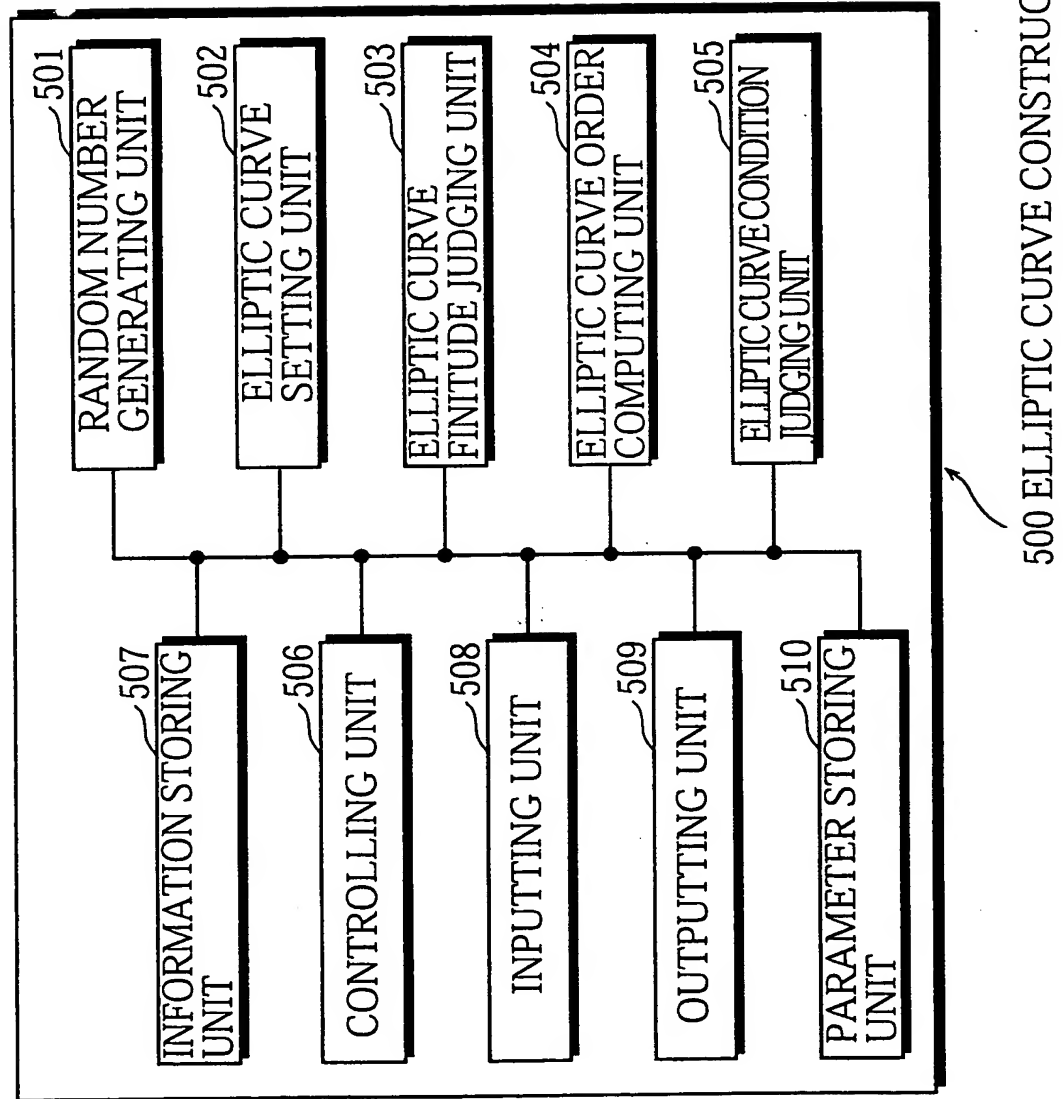 501
RANDOM NUMBER
GENERATING UNIT
502
ELLIPTIC CURVE
SETTING UNIT
503
ELLIPTIC CURVE
FINITUDE JUDGING UNIT
504
ELLIPTIC CURVE ORDER
COMPUTING UNIT
505
ELLIPTIC CURVE CONDITION
JUDGING UNIT
507
INFORMATION STORING
UNIT
506
CONTROLLING UNIT
508
INPUTTING UNIT
509
OUTPUTTING UNIT
510
PARAMETER STORING
UNIT
500 ELLIPTIC CURVE